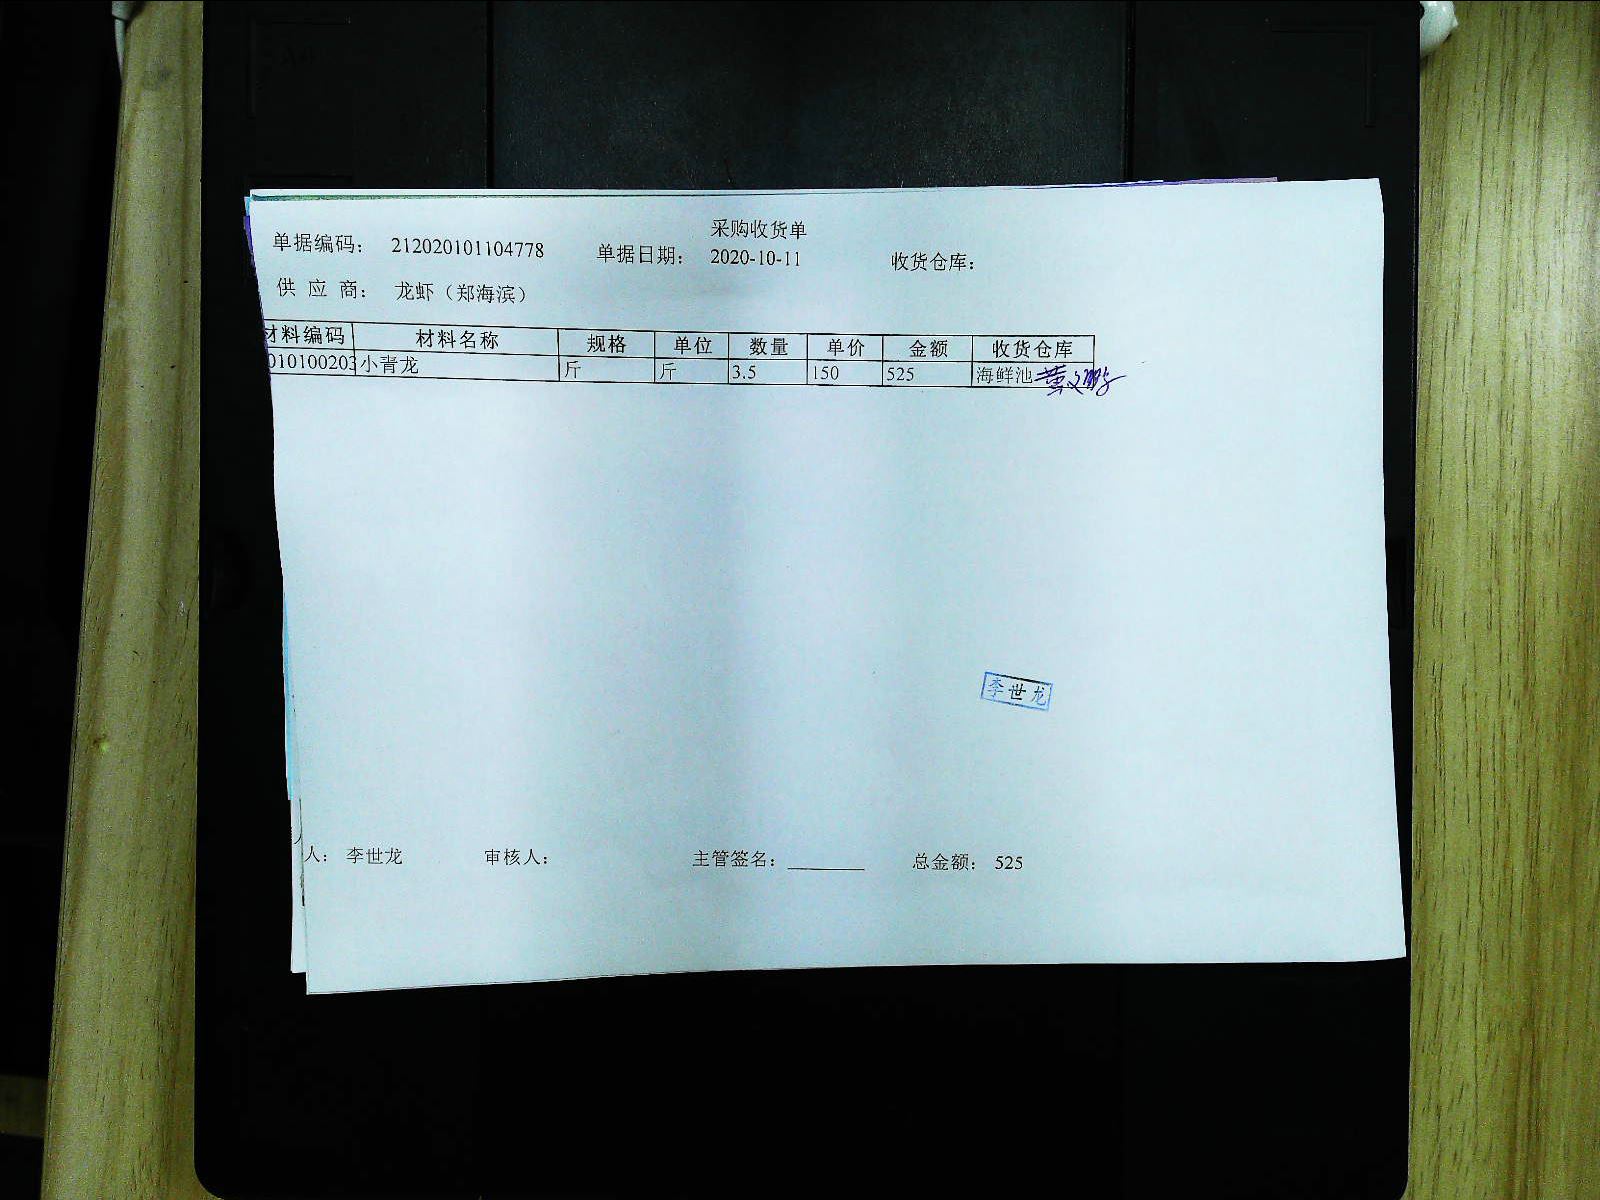 采购收货单
单据编码： 212020101104778 单据日期： 2020-10-11 收货仓库：
供 应 商： 龙虾（郑海滨）
材料编码 材料名称 规格 单位 数量 单价 金额 收货仓库
010100203 小青龙 斤 斤 3.5 150 525 海鲜池
李世龙
人： 李世龙 审核人： 主管签名： 总金额： 525